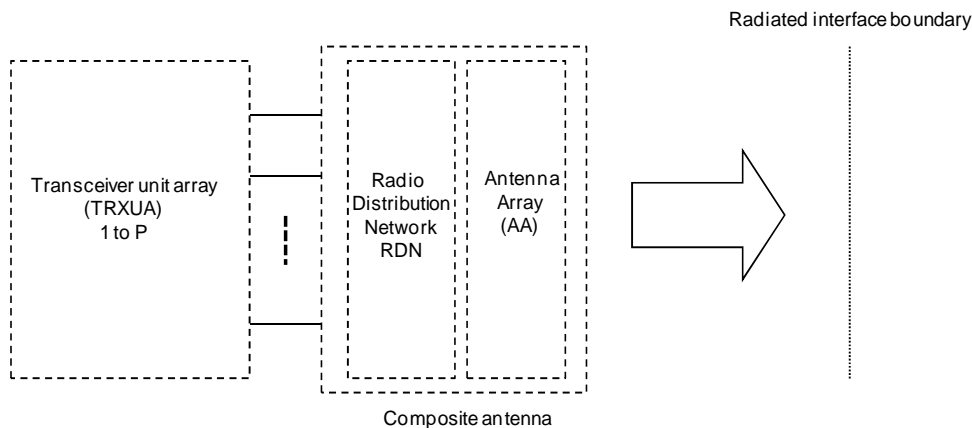 Radiated interface boundary
Transceiver unit array
(TRXUA)
1 to P
Radio
Distribution
Network
RDN
Antenna
Array
(AA)
Composite antenna